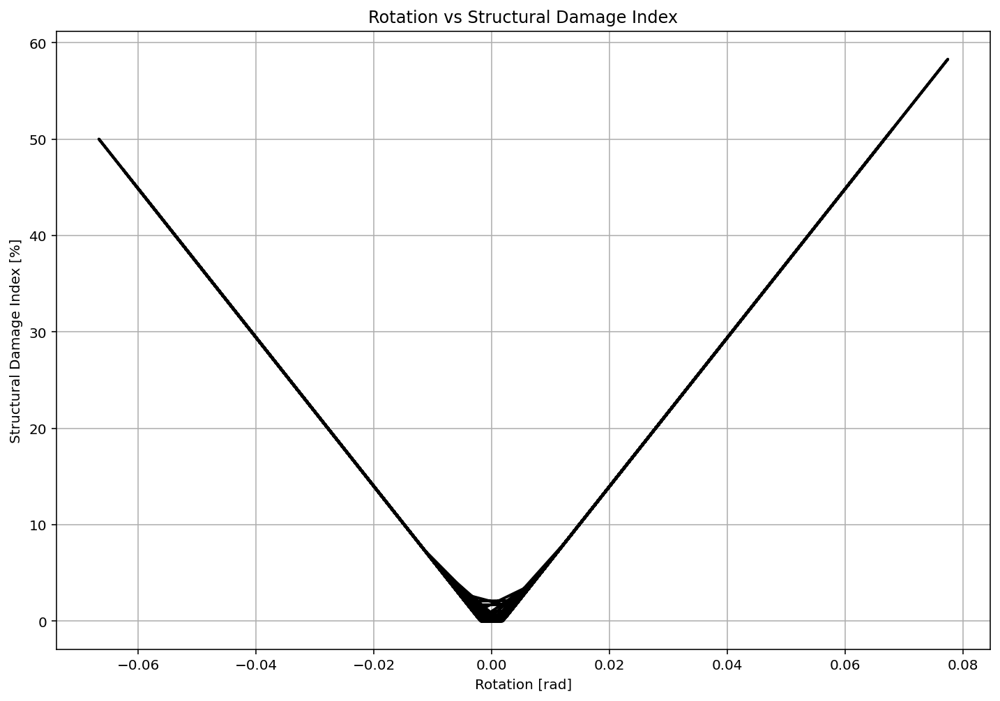 Rotation vs Structural Damage Index
60
50
40
30
20
10
0
Structural Damage Index [%]
−0.06 −0.04 −0.02 0.00 0.02 0.04 0.06 0.08
Rotation [rad]